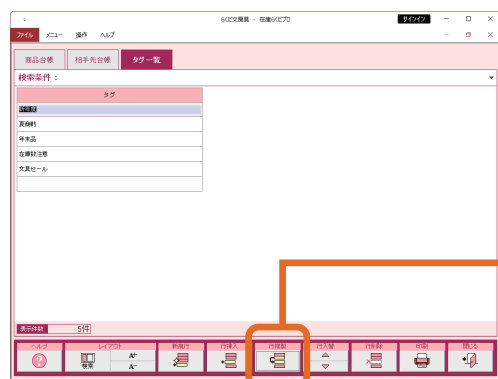 らくだ文房具 - 在庫らくだプロ
サインイン
ファイル メニュー 操作 ヘルプ
商品台帳 相手先台帳 タグ一覧
検索条件：
タグ
夏商戦
年末品
在庫数注意
文具セール
表示件数 5件
ヘルプ レイアウト 新規行 行挿入 行複製 行入替 行削除 印刷 閉じる
検索
A+
A-